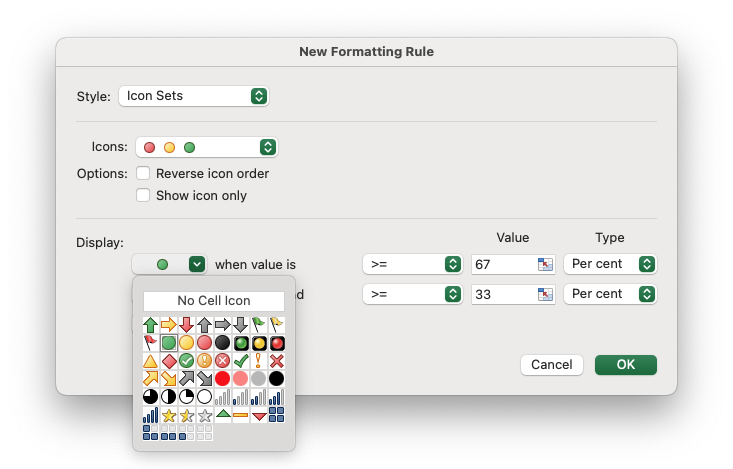 New Formatting Rule
Style: Icon Sets
Icons:
Options: Reverse icon order
Show icon only
Value Type
Display:
when value is >= 67 Per cent
d >= 33 Per cent
No Cell Icon
Cancel OK